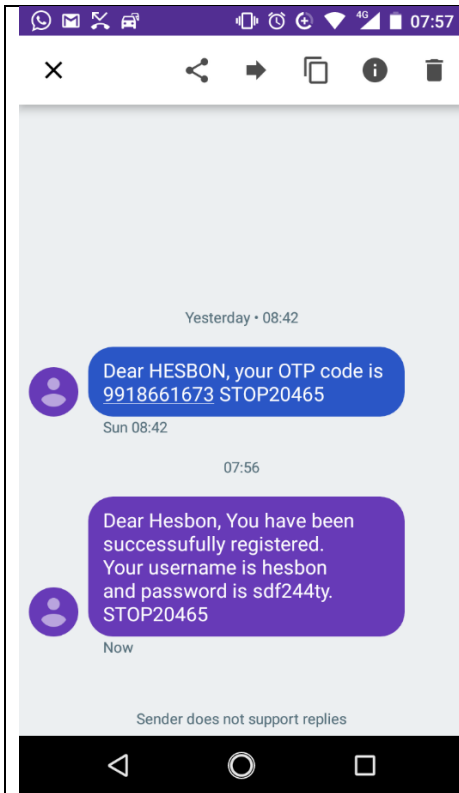 4G 07:57
Yesterday • 08:42
Dear HESBON, your OTP code is
9918661673 STOP20465
Sun 08:42
07:56
Dear Hesbon, You have been
successufully registered.
Your username is hesbon
and password is sdf244ty.
STOP20465
Now
Sender does not support replies